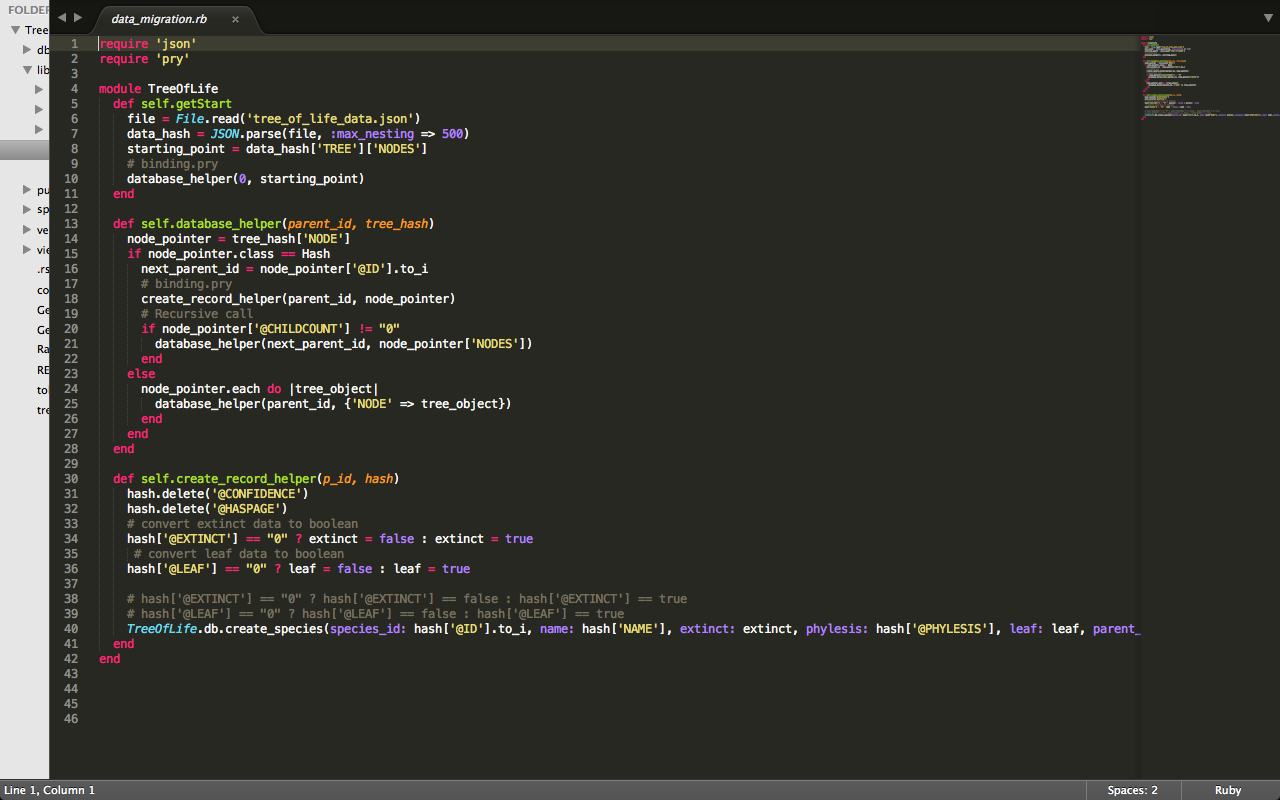 FOLDER
Tree
db
lib
pu
sp
ve
vie
.rs
co
Ge
Ge
Ra
RE
tol
tre
data_migration.rb ×
1 require 'json'
2 require 'pry'
3
4 module TreeOfLife
5   def self.getStart
6     file = File.read('tree_of_life_data.json')
7     data_hash = JSON.parse(file, :max_nesting => 500)
8     starting_point = data_hash['TREE']['NODES']
9     # binding.pry
10     database_helper(0, starting_point)
11   end
12
13   def self.database_helper(parent_id, tree_hash)
14     node_pointer = tree_hash['NODE']
15     if node_pointer.class == Hash
16       next_parent_id = node_pointer['@ID'].to_i
17       # binding.pry
18       create_record_helper(parent_id, node_pointer)
19       # Recursive call
20       if node_pointer['@CHILDCOUNT'] != "0"
21         database_helper(next_parent_id, node_pointer['NODES'])
22       end
23     else
24       node_pointer.each do |tree_object|
25         database_helper(parent_id, {'NODE' => tree_object})
26       end
27     end
28   end
29
30   def self.create_record_helper(p_id, hash)
31     hash.delete('@CONFIDENCE')
32     hash.delete('@HASPAGE')
33     # convert extinct data to boolean
34     hash['@EXTINCT'] == "0" ? extinct = false : extinct = true
35      # convert leaf data to boolean
36     hash['@LEAF'] == "0" ? leaf = false : leaf = true
37
38     # hash['@EXTINCT'] == "0" ? hash['@EXTINCT'] == false : hash['@EXTINCT'] == true
39     # hash['@LEAF'] == "0" ? hash['@LEAF'] == false : hash['@LEAF'] == true
40     TreeOfLife.db.create_species(species_id: hash['@ID'].to_i, name: hash['NAME'], extinct: extinct, phylesis: hash['@PHYLESIS'], leaf: leaf, parent_
41   end
42 end
43
44
45
46
Line 1, Column 1
Spaces: 2
Ruby